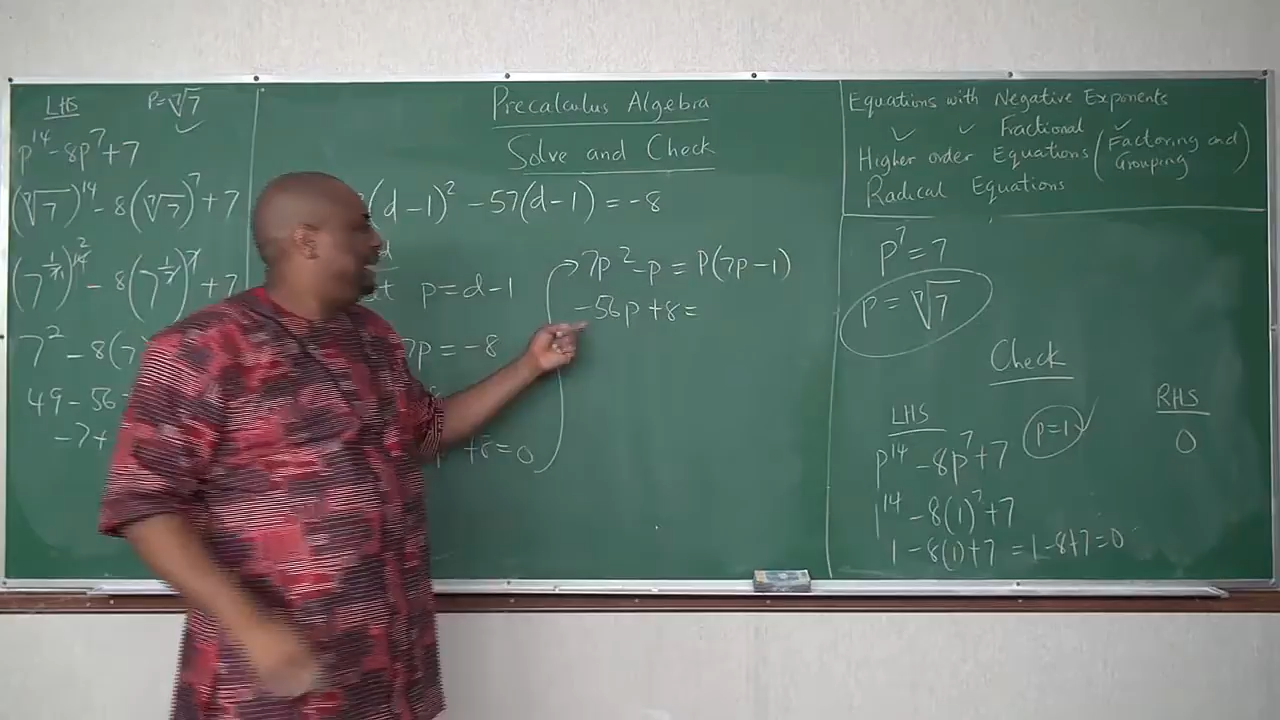 LHS P=⁷√7
p¹⁴-8p⁷+7
(⁷√7)¹⁴-8(⁷√7)⁷+7
(7^(1/7))¹⁴ ²-8(7^(1/7))⁷+7
7²-8(7
49-56
-7+
Precalculus Algebra
Solve and Check
(d-1)²-57(d-1)=-8
p=d-1
7p=-8
+8=0
7p²-p=P(7p-1)
-56p+8=
Equations with Negative Exponents
Fractional
Higher order Equations (Factoring and Grouping)
Radical Equations
p⁷=7
p=⁷√7
Check
LHS
p¹⁴-8p⁷+7
p=1
1¹⁴-8(1)⁷+7
1-8(1)+7=1-8+7=0
RHS
0